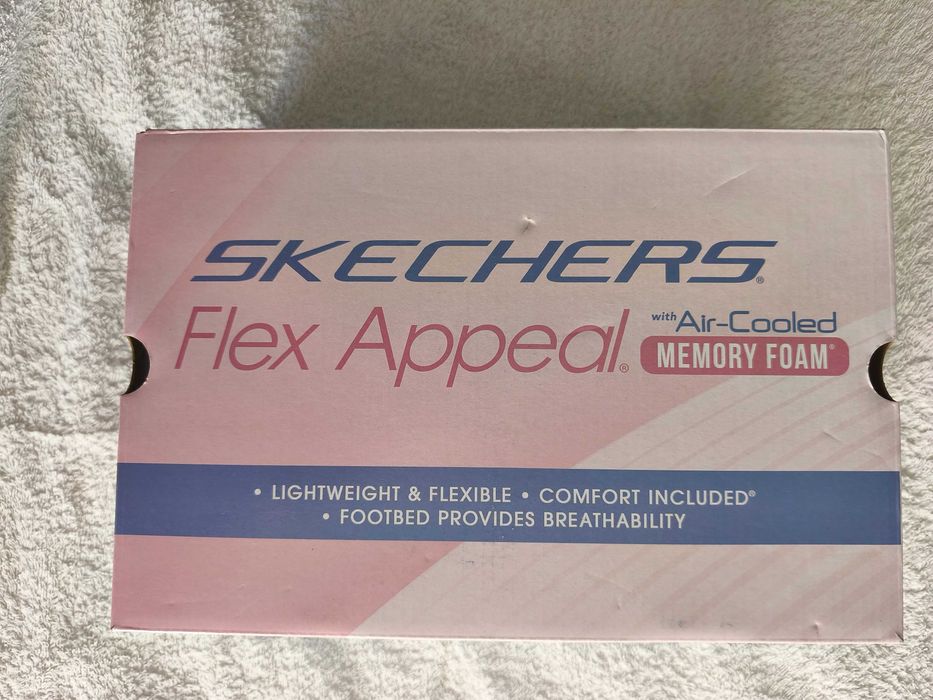 SKECHERS®
Flex Appeal® with Air-Cooled
MEMORY FOAM®
• LIGHTWEIGHT & FLEXIBLE • COMFORT INCLUDED®
• FOOTBED PROVIDES BREATHABILITY